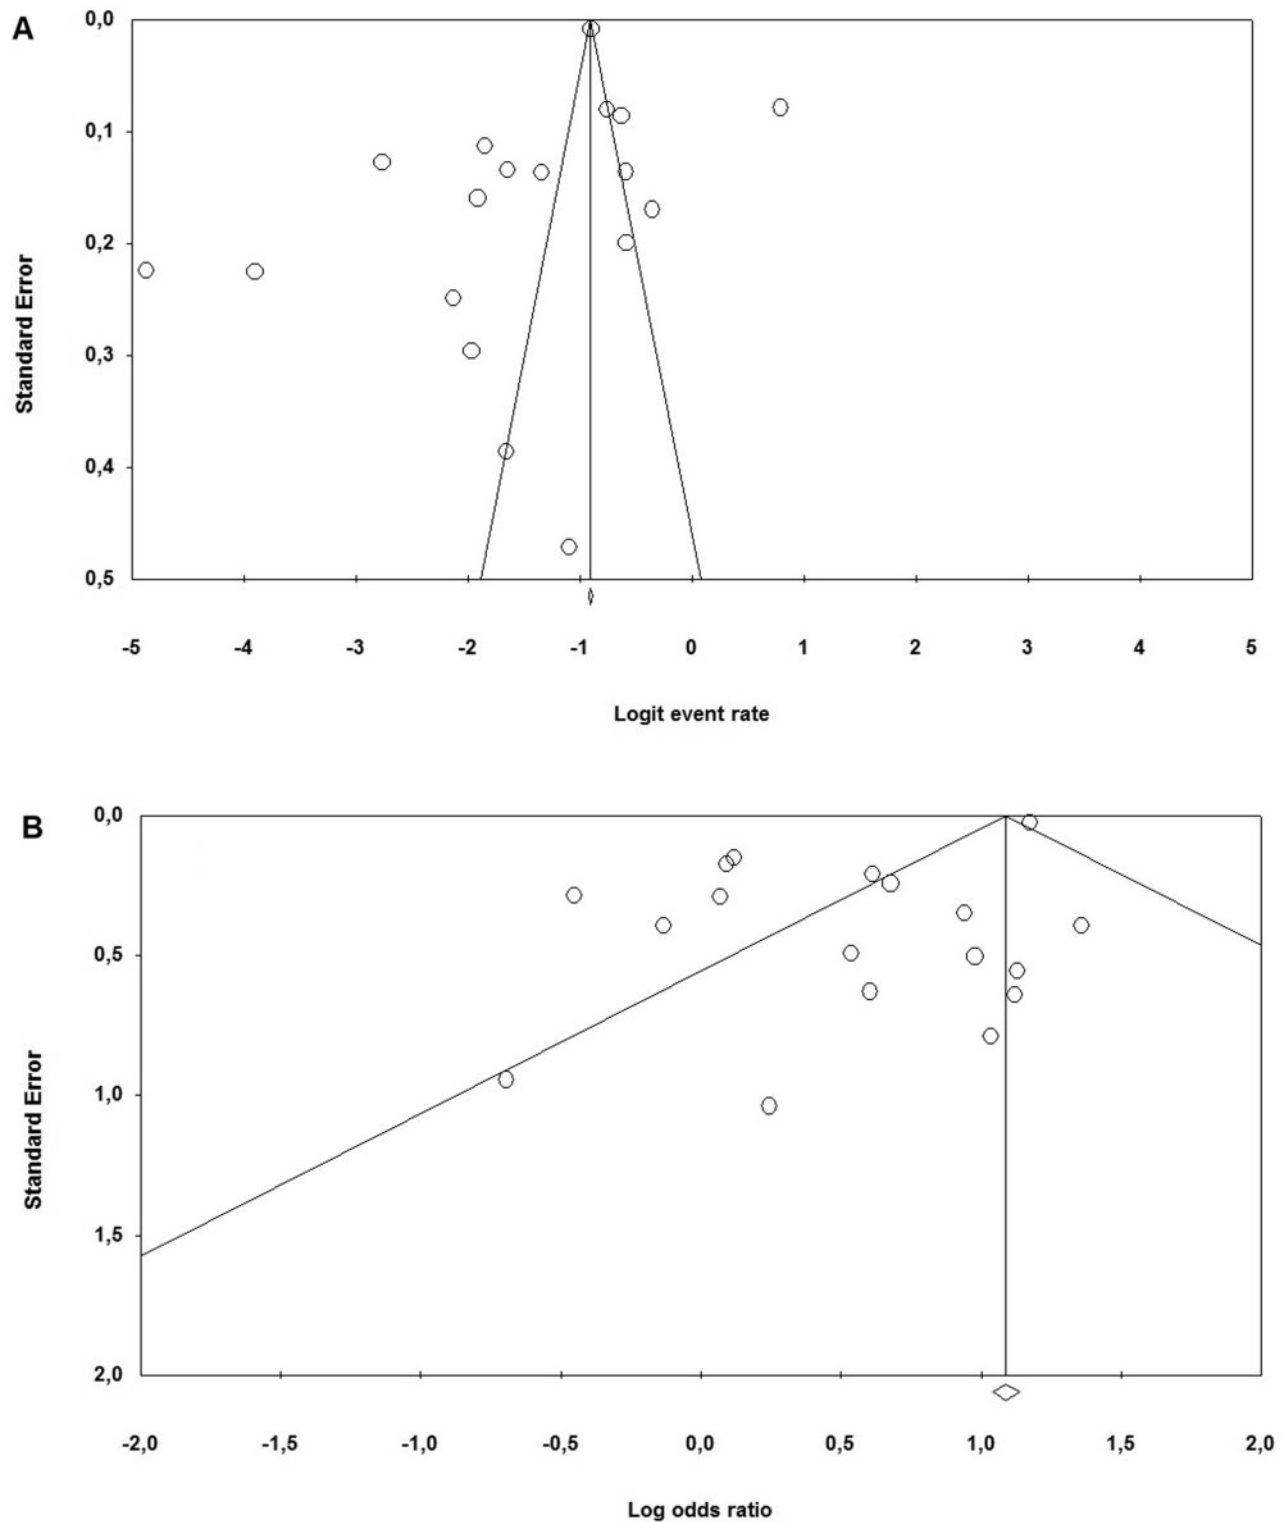 A
0,0
0,1
0,2
0,3
0,4
0,5
Standard Error
-5 -4 -3 -2 -1 0 1 2 3 4 5
Logit event rate
B
0,0
0,5
1,0
1,5
2,0
Standard Error
-2,0 -1,5 -1,0 -0,5 0,0 0,5 1,0 1,5 2,0
Log odds ratio